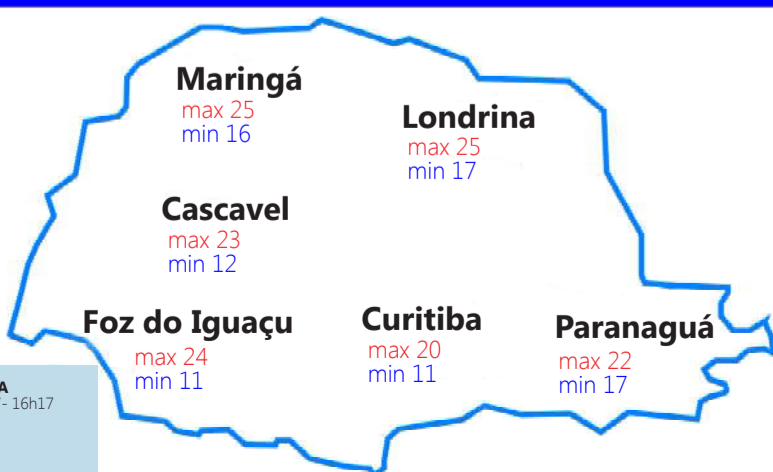 Maringá
max 25
min 16
Londrina
max 25
min 17
Cascavel
max 23
min 12
Foz do Iguaçu
max 24
min 11
Curitiba
max 20
min 11
Paranaguá
max 22
min 17
A
- 16h17